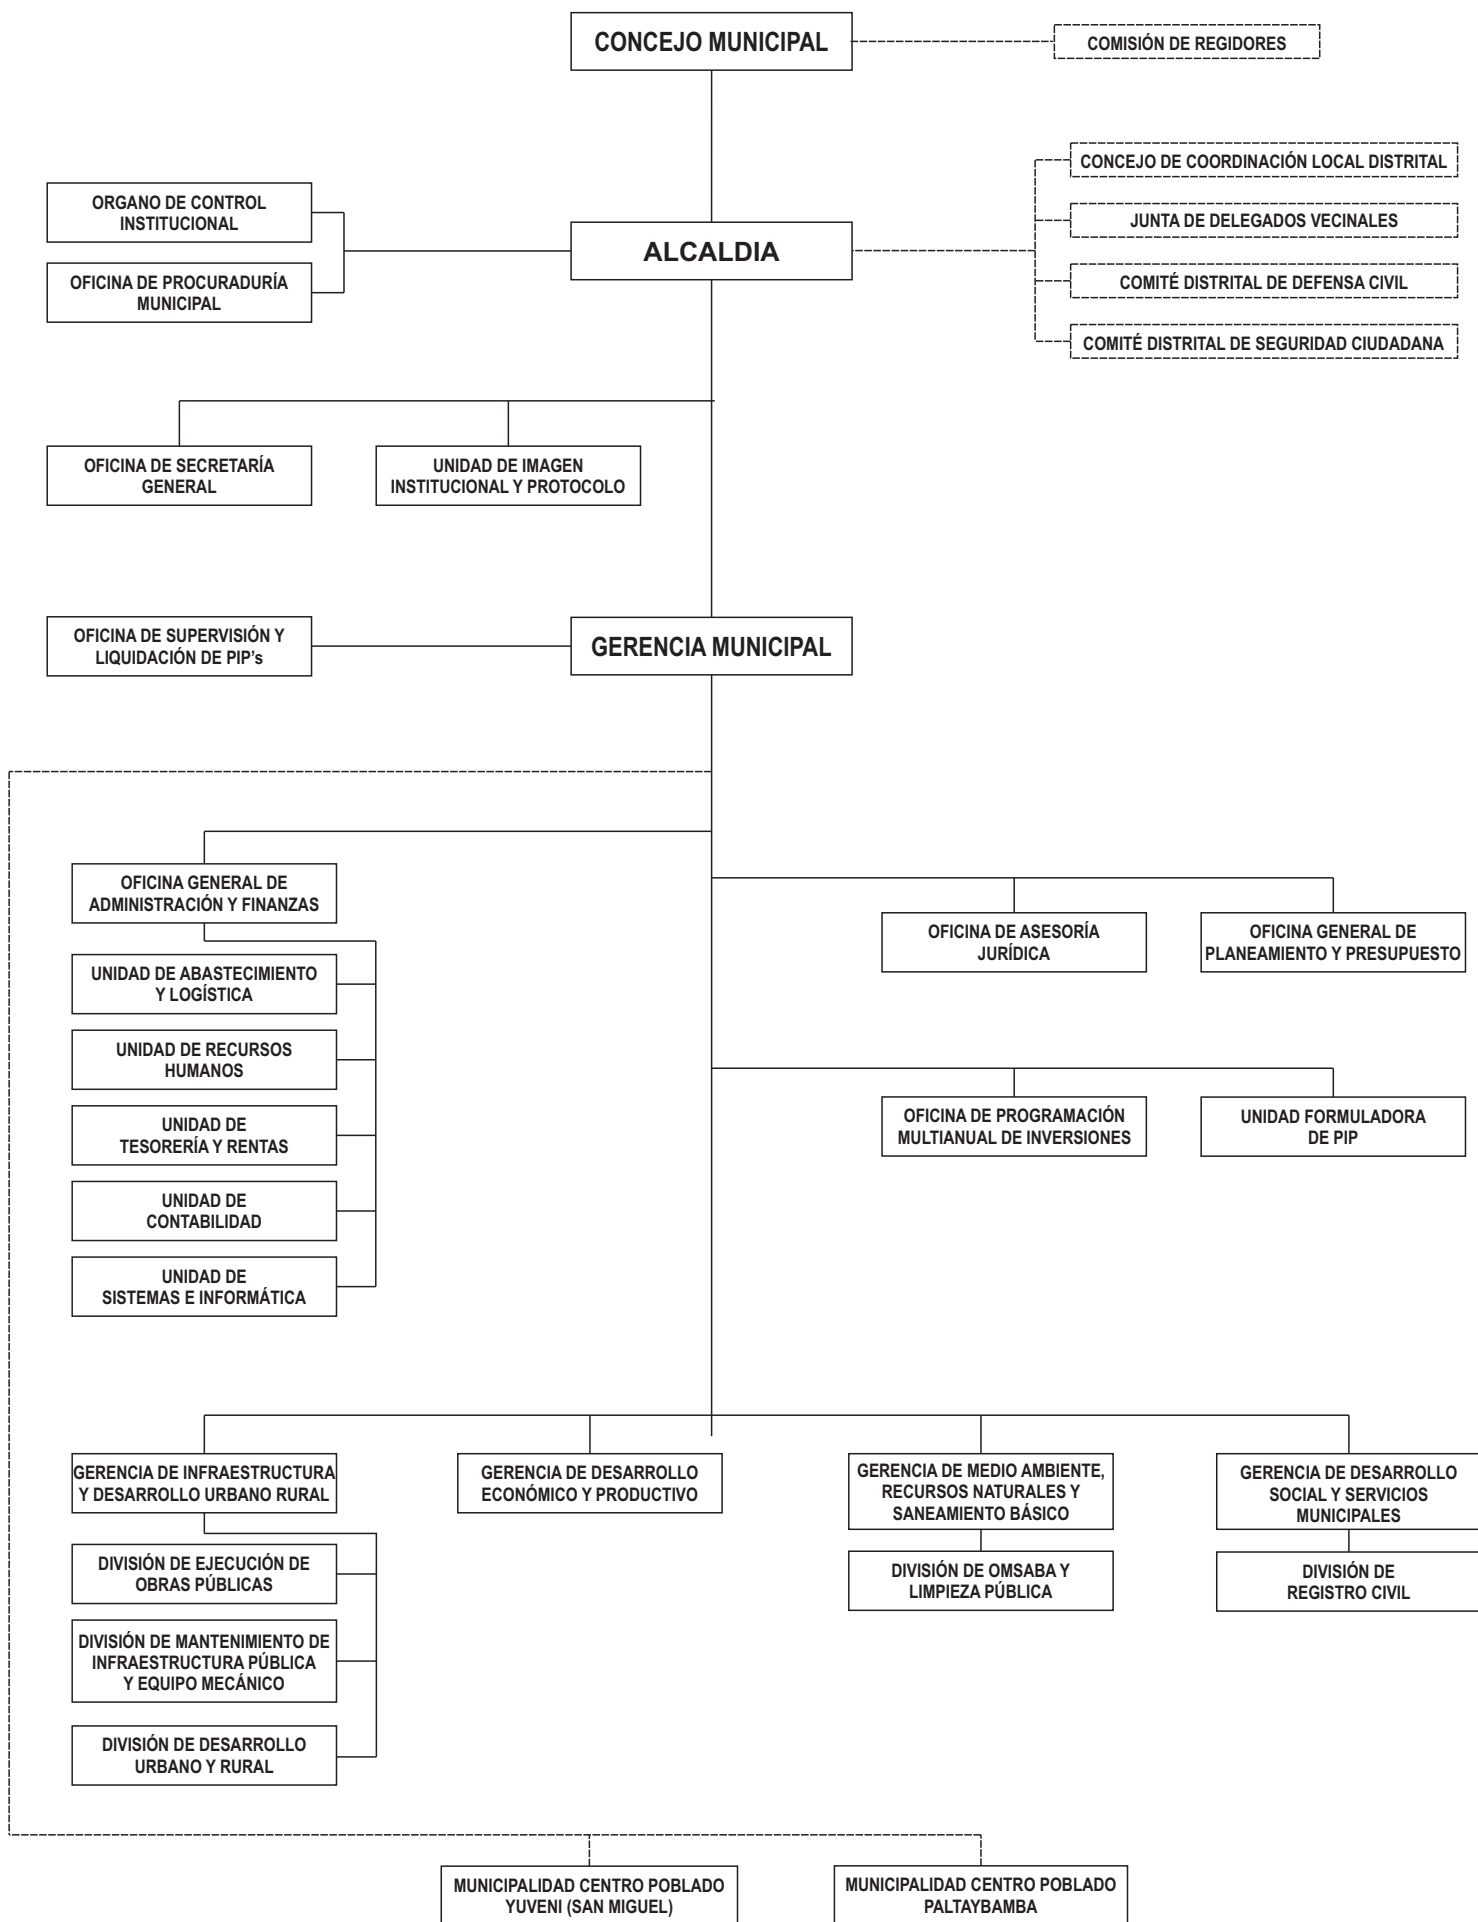 CONCEJO MUNICIPAL
COMISIÓN DE REGIDORES
CONCEJO DE COORDINACIÓN LOCAL DISTRITAL
JUNTA DE DELEGADOS VECINALES
COMITÉ DISTRITAL DE DEFENSA CIVIL
COMITÉ DISTRITAL DE SEGURIDAD CIUDADANA
ORGANO DE CONTROL
INSTITUCIONAL
OFICINA DE PROCURADURÍA
MUNICIPAL
ALCALDIA
OFICINA DE SECRETARÍA
GENERAL
UNIDAD DE IMAGEN
INSTITUCIONAL Y PROTOCOLO
OFICINA DE SUPERVISIÓN Y
LIQUIDACIÓN DE PIP's
GERENCIA MUNICIPAL
OFICINA GENERAL DE
ADMINISTRACIÓN Y FINANZAS
UNIDAD DE ABASTECIMIENTO
Y LOGÍSTICA
UNIDAD DE RECURSOS
HUMANOS
UNIDAD DE
TESORERÍA Y RENTAS
UNIDAD DE
CONTABILIDAD
UNIDAD DE
SISTEMAS E INFORMÁTICA
OFICINA DE ASESORÍA
JURÍDICA
OFICINA GENERAL DE
PLANEAMIENTO Y PRESUPUESTO
OFICINA DE PROGRAMACIÓN
MULTIANUAL DE INVERSIONES
UNIDAD FORMULADORA
DE PIP
GERENCIA DE INFRAESTRUCTURA
Y DESARROLLO URBANO RURAL
DIVISIÓN DE EJECUCIÓN DE
OBRAS PÚBLICAS
DIVISIÓN DE MANTENIMIENTO DE
INFRAESTRUCTURA PÚBLICA
Y EQUIPO MECÁNICO
DIVISIÓN DE DESARROLLO
URBANO Y RURAL
GERENCIA DE DESARROLLO
ECONÓMICO Y PRODUCTIVO
GERENCIA DE MEDIO AMBIENTE,
RECURSOS NATURALES Y
SANEAMIENTO BÁSICO
DIVISIÓN DE OMSABA Y
LIMPIEZA PÚBLICA
GERENCIA DE DESARROLLO
SOCIAL Y SERVICIOS
MUNICIPALES
DIVISIÓN DE
REGISTRO CIVIL
MUNICIPALIDAD CENTRO POBLADO
YUVENI (SAN MIGUEL)
MUNICIPALIDAD CENTRO POBLADO
PALTAYBAMBA